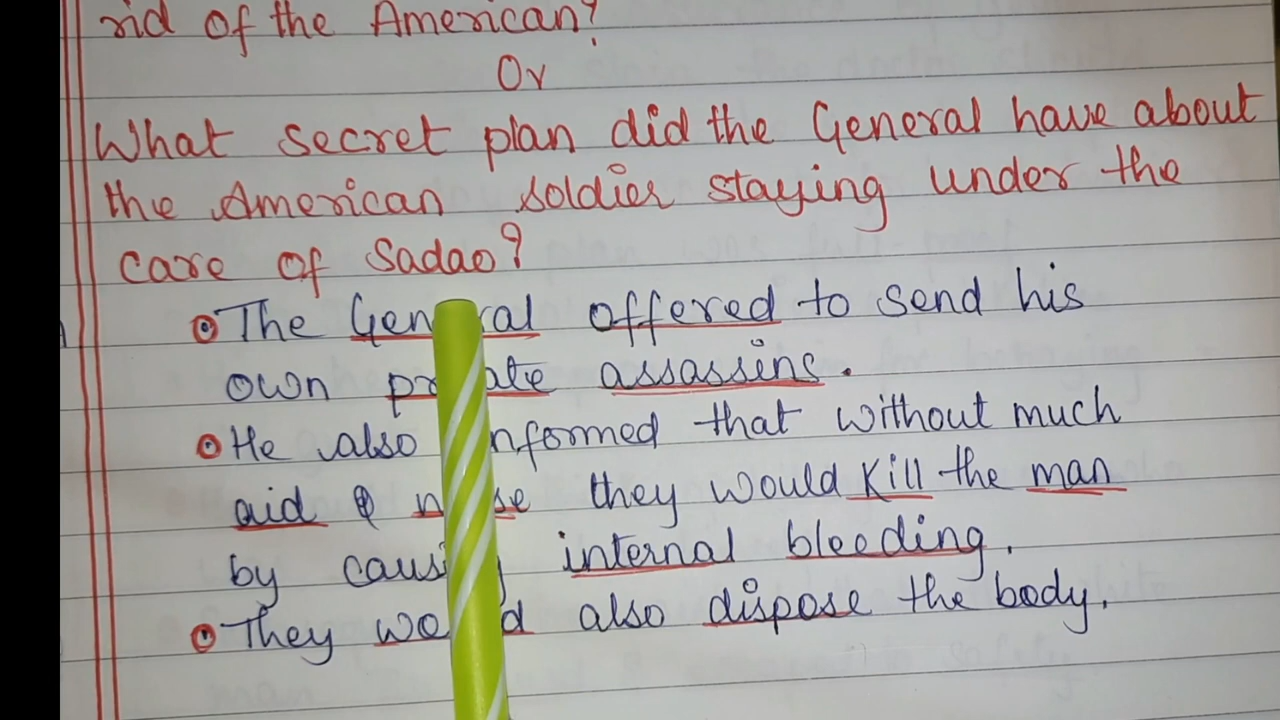 rid of the American?
Or
What secret plan did the General have about
the American soldier staying under the
care of Sadao?
The offered to send his
own assassins.
He also that without much
aid & they would kill the man
by internal bleeding.
They also dispose the body.